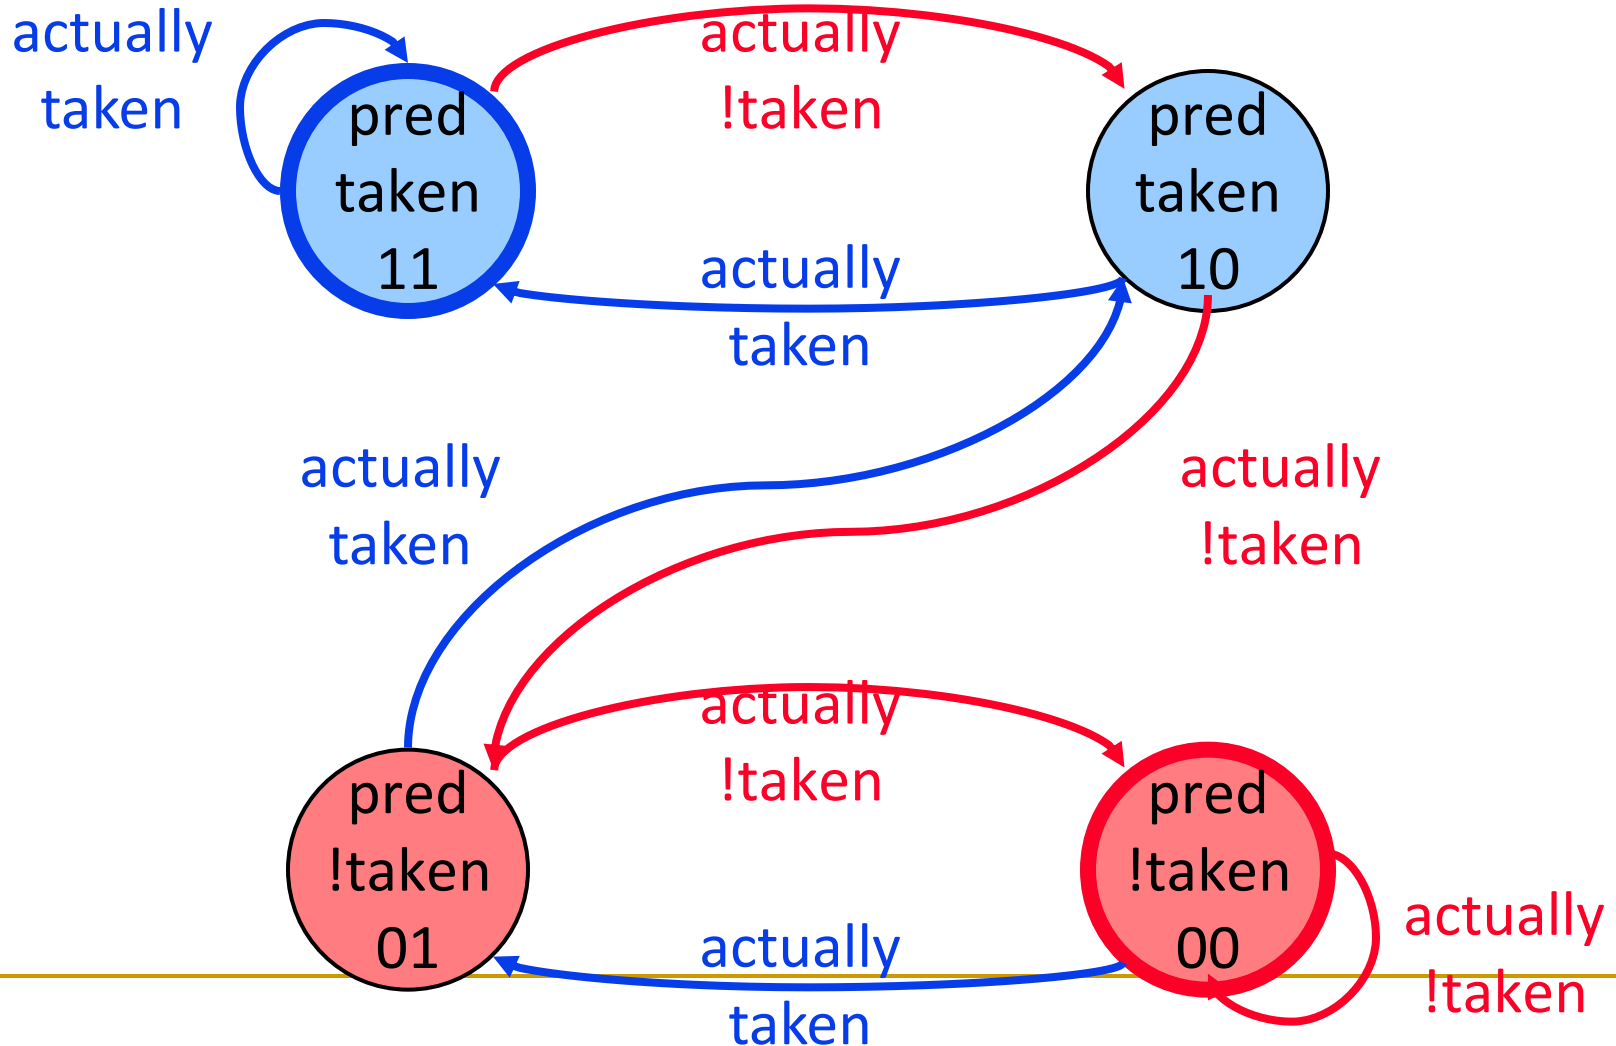 actually
taken
actually
!taken
pred
taken
11
pred
taken
10
actually
taken
actually
taken
actually
!taken
actually
!taken
pred
!taken
01
pred
!taken
00
actually
taken
actually
!taken